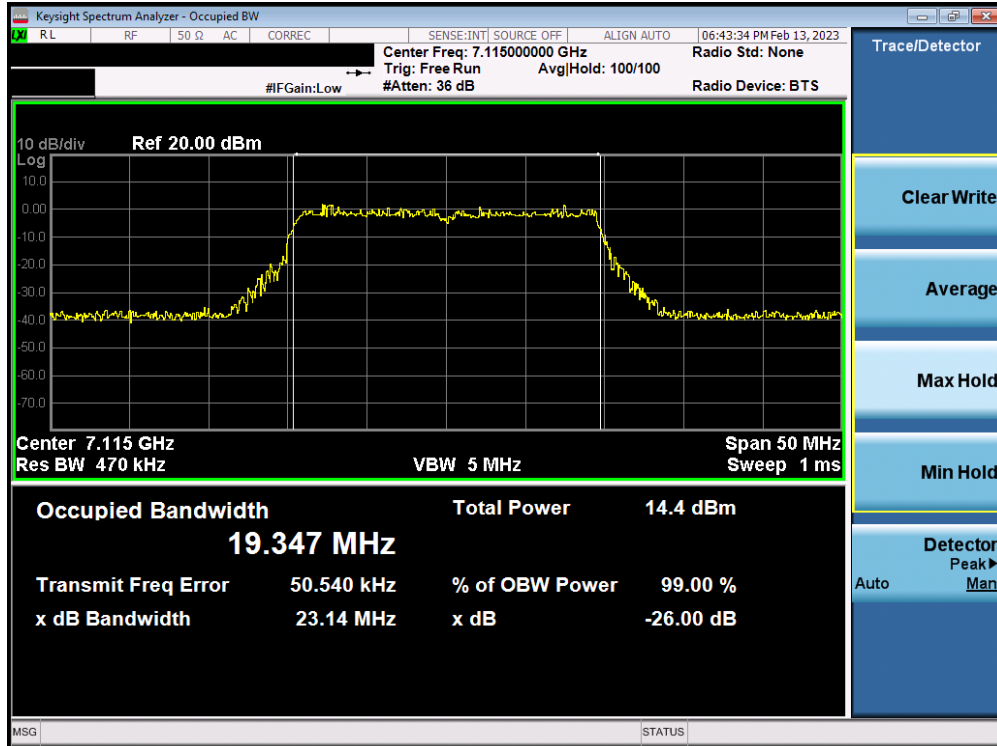 Keysight Spectrum Analyzer - Occupied BW
LXI RL RF 50 Ω AC CORREC SENSE:INT SOURCE OFF ALIGN AUTO 06:43:34 PM Feb 13, 2023
Center Freq: 7.115000000 GHz Radio Std: None
Trig: Free Run Avg|Hold: 100/100
#IFGain:Low #Atten: 36 dB Radio Device: BTS
10 dB/div Ref 20.00 dBm
Log
10.0
0.00
-10.0
-20.0
-30.0
-40.0
-50.0
-60.0
-70.0
Center 7.115 GHz Span 50 MHz
Res BW 470 kHz VBW 5 MHz Sweep 1 ms
Occupied Bandwidth Total Power 14.4 dBm
19.347 MHz
Transmit Freq Error 50.540 kHz % of OBW Power 99.00 %
x dB Bandwidth 23.14 MHz x dB -26.00 dB
MSG STATUS
Trace/Detector
Clear Write
Average
Max Hold
Min Hold
Detector
Peak▶
Auto Man